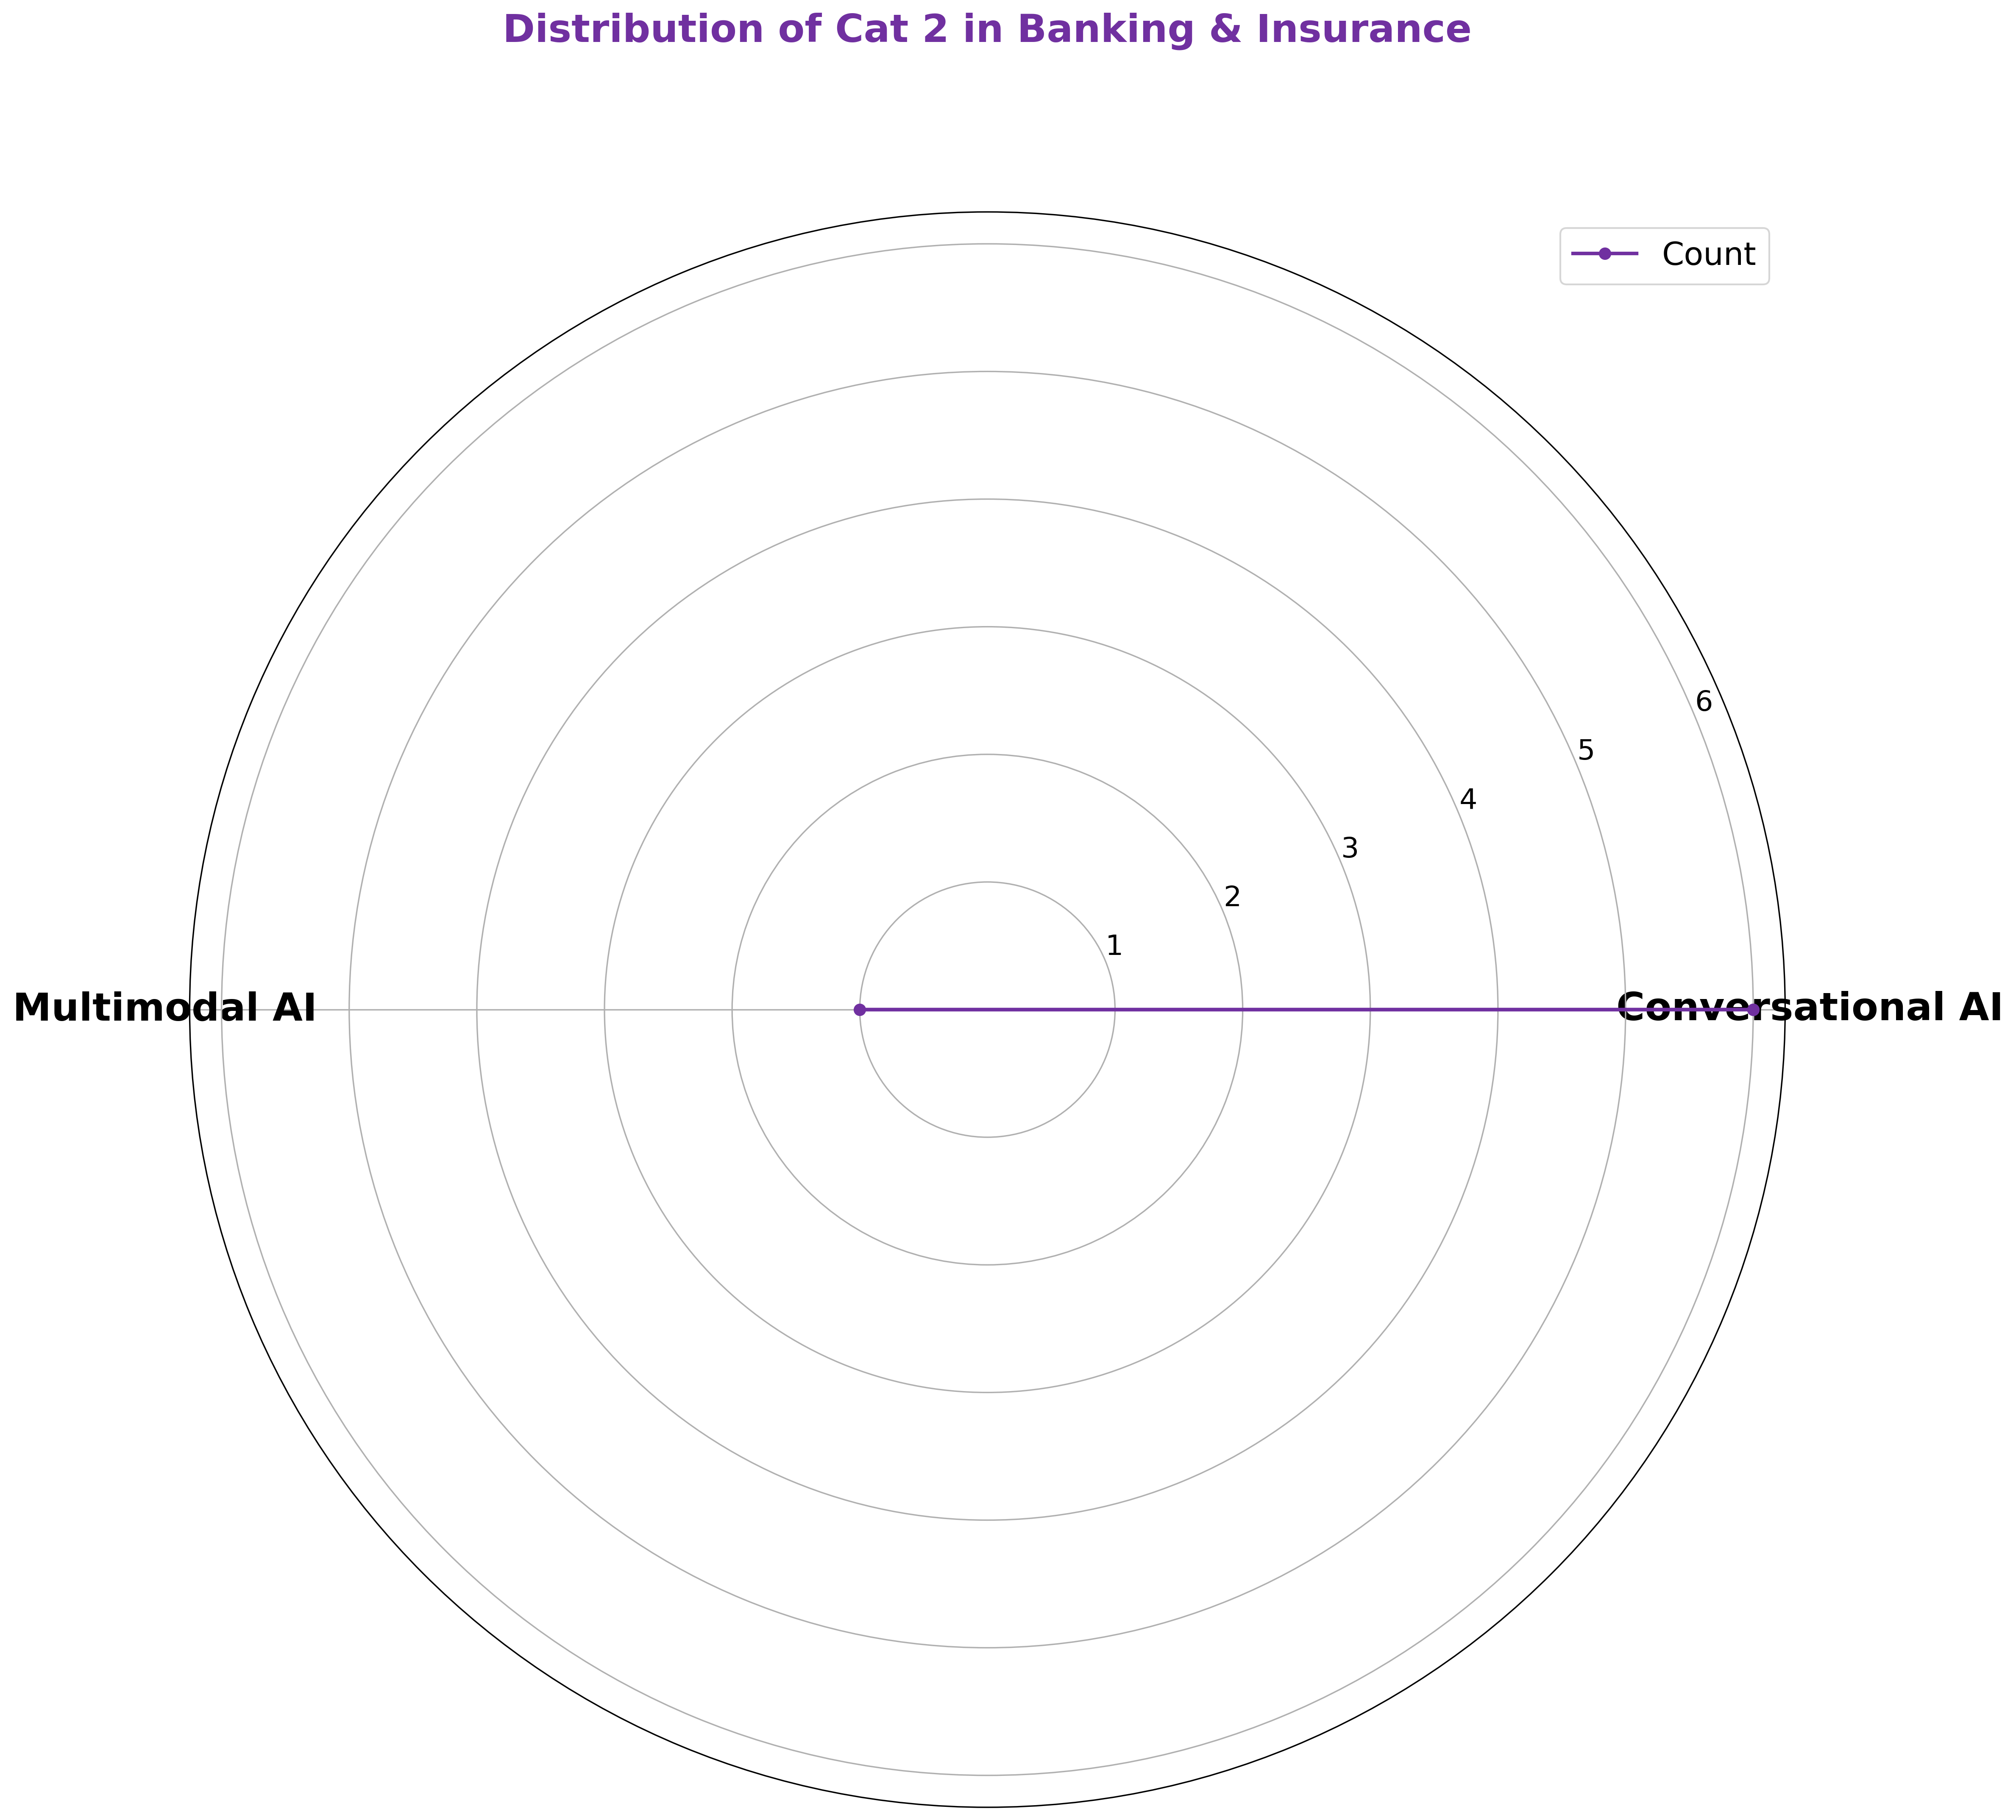 Distribution of Cat 2 in Banking & Insurance
Count
6
5
4
3
2
1
Multimodal AI
Conversational AI